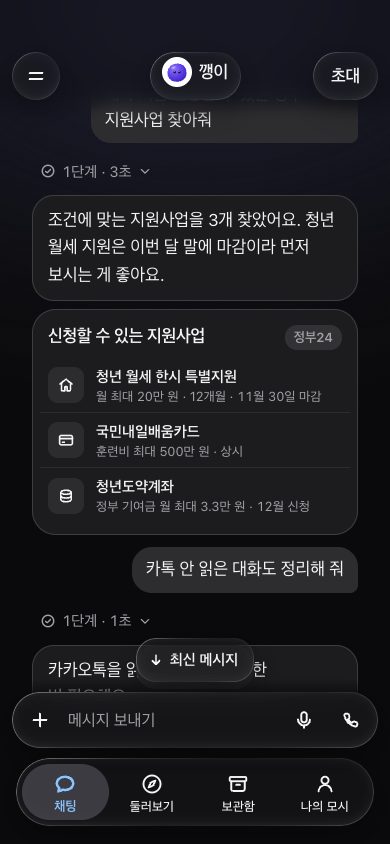 깽이
초대
지원사업 찾아줘
1단계 · 3초
조건에 맞는 지원사업을 3개 찾았어요. 청년
월세 지원은 이번 달 말에 마감이라 먼저
보시는 게 좋아요.
신청할 수 있는 지원사업
정부24
청년 월세 한시 특별지원
월 최대 20만 원 · 12개월 · 11월 30일 마감
국민내일배움카드
훈련비 최대 500만 원 · 상시
청년도약계좌
정부 기여금 월 최대 3.3만 원 · 12월 신청
카톡 안 읽은 대화도 정리해 줘
1단계 · 1초
카카오톡을 한
최신 메시지
메시지 보내기
채팅
둘러보기
보관함
나의 모시